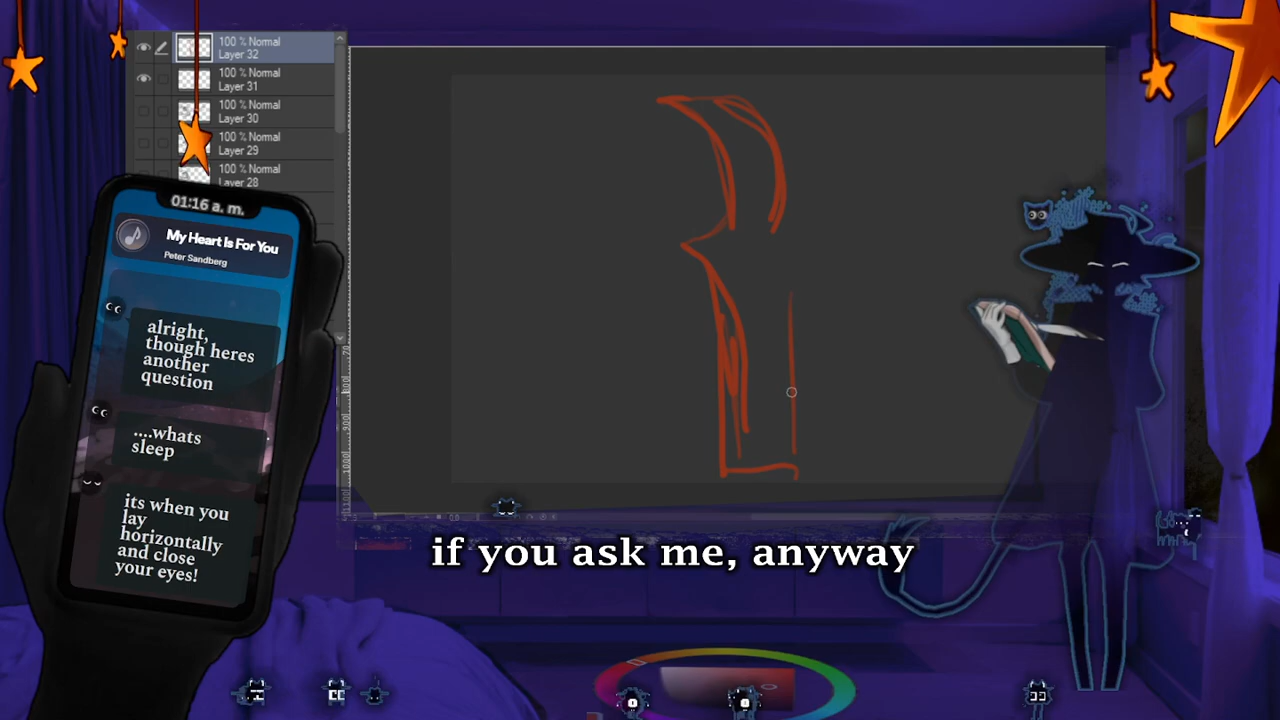 100 % Normal
Layer 32
100 % Normal
Layer 31
100 % Normal
Layer 30
100 % Normal
Layer 29
100 % Normal
Layer 28
01:16 a. m.
My Heart Is For You
Peter Sandberg
alright,
though heres
another
question
....whats
sleep
its when you
lay
horizontally
and close
your eyes!
if you ask me, anyway